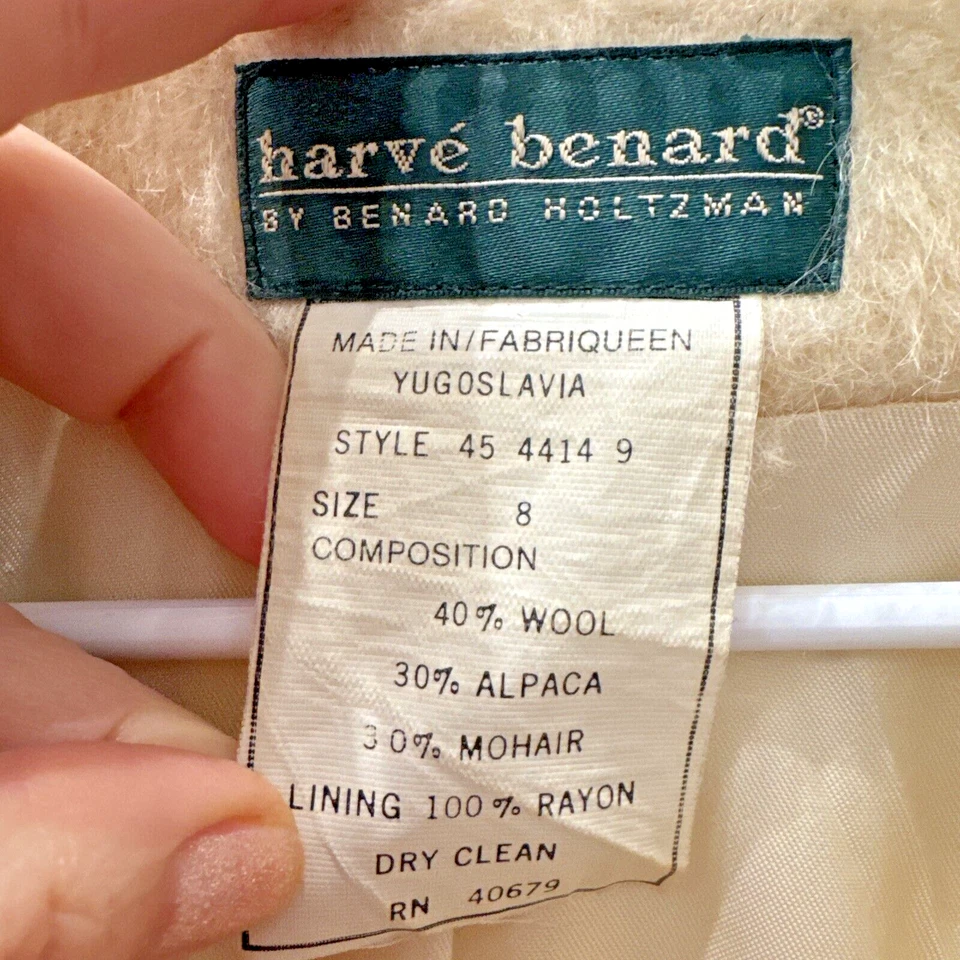 harvé benard®
BY BENARD HOLTZMAN
MADE IN/FABRIQUEEN
YUGOSLAVIA
STYLE 45 4414 9
SIZE 8
COMPOSITION
40% WOOL
30% ALPACA
30% MOHAIR
LINING 100% RAYON
DRY CLEAN
RN 40679